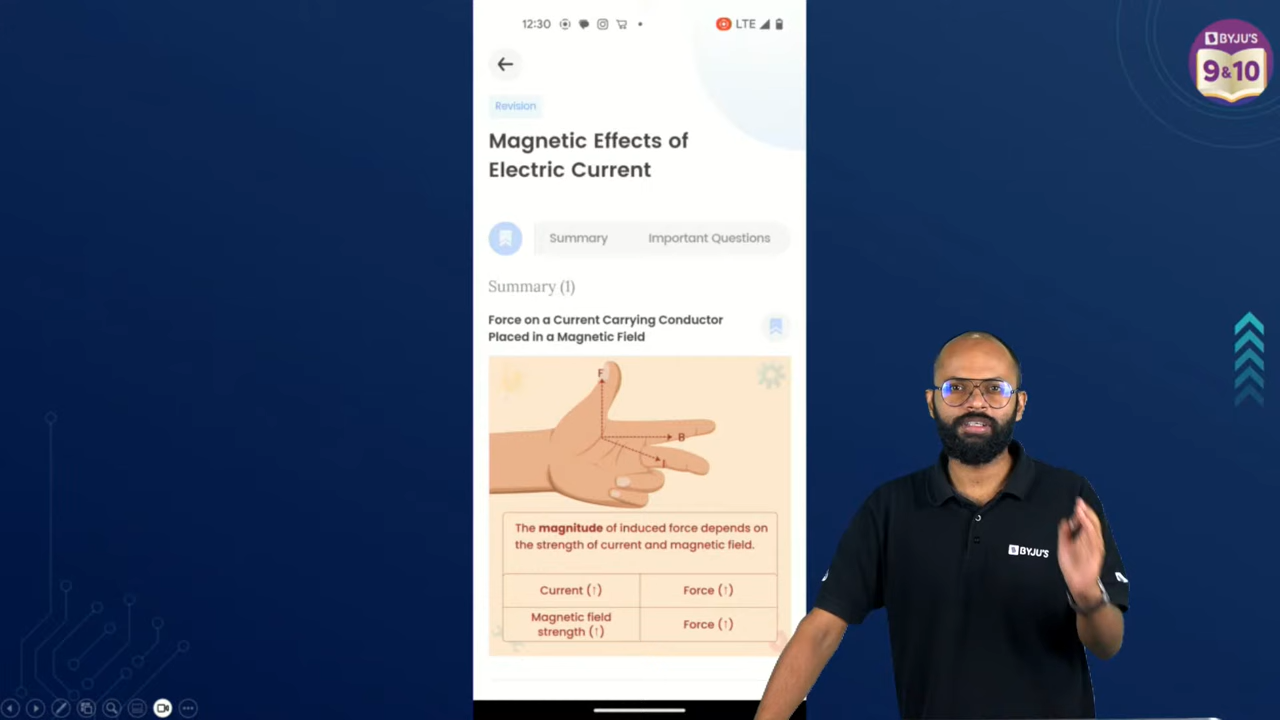 12:30
LTE
BYJU'S
9&10
Revision
Magnetic Effects of
Electric Current
Summary
Important Questions
Summary (1)
Force on a Current Carrying Conductor
Placed in a Magnetic Field
F
B
I
The magnitude of induced force depends on
the strength of current and magnetic field.
Current (↑)
Force (↑)
Magnetic field
strength (↑)
Force (↑)
BYJU'S